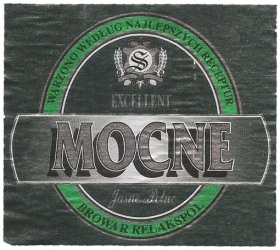 WARZONO WEDŁUG NAJLEPSZYCH RECEPTUR
S
EXCELLENT
MOCNE
Jasne Pełne
BROWAR RELAKSPOL